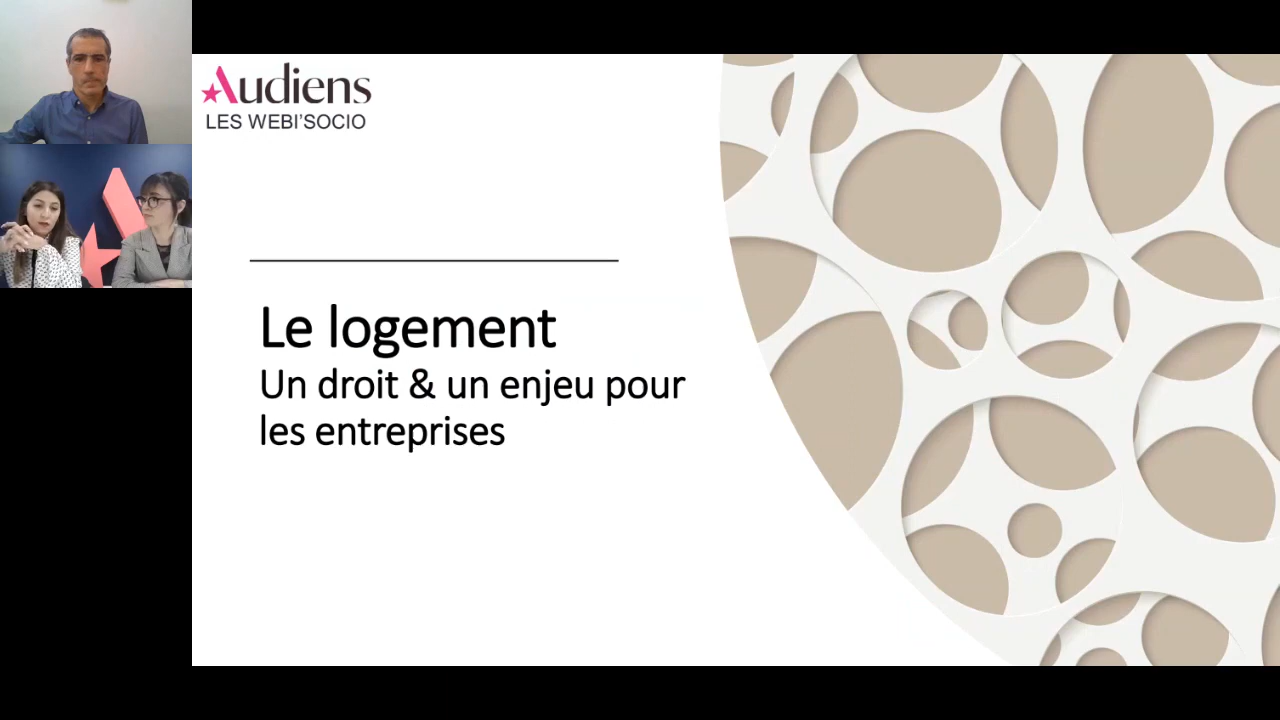 Audiens
LES WEBI'SOCIO
Le logement
Un droit & un enjeu pour
les entreprises